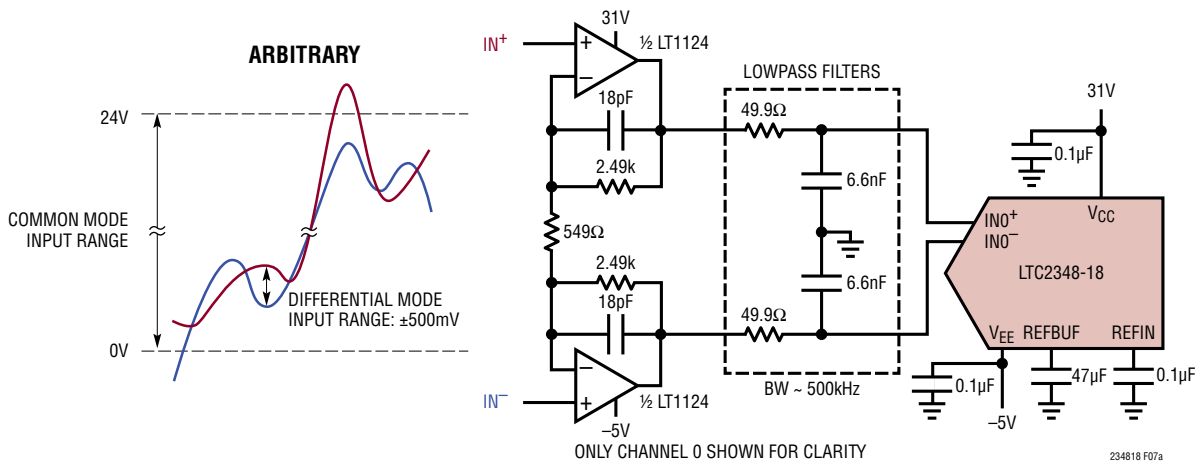 ARBITRARY
24V
COMMON MODE
INPUT RANGE
DIFFERENTIAL MODE
INPUT RANGE: ±500mV
0V
IN+
31V
+
–
½ LT1124
18pF
2.49k
549Ω
2.49k
18pF
–
+
½ LT1124
IN–
–5V
LOWPASS FILTERS
49.9Ω
6.6nF
6.6nF
49.9Ω
BW ~ 500kHz
31V
0.1µF
VCC
IN0+
IN0–
LTC2348-18
VEE
REFBUF
REFIN
0.1µF
47µF
0.1µF
–5V
ONLY CHANNEL 0 SHOWN FOR CLARITY
234818 F07a